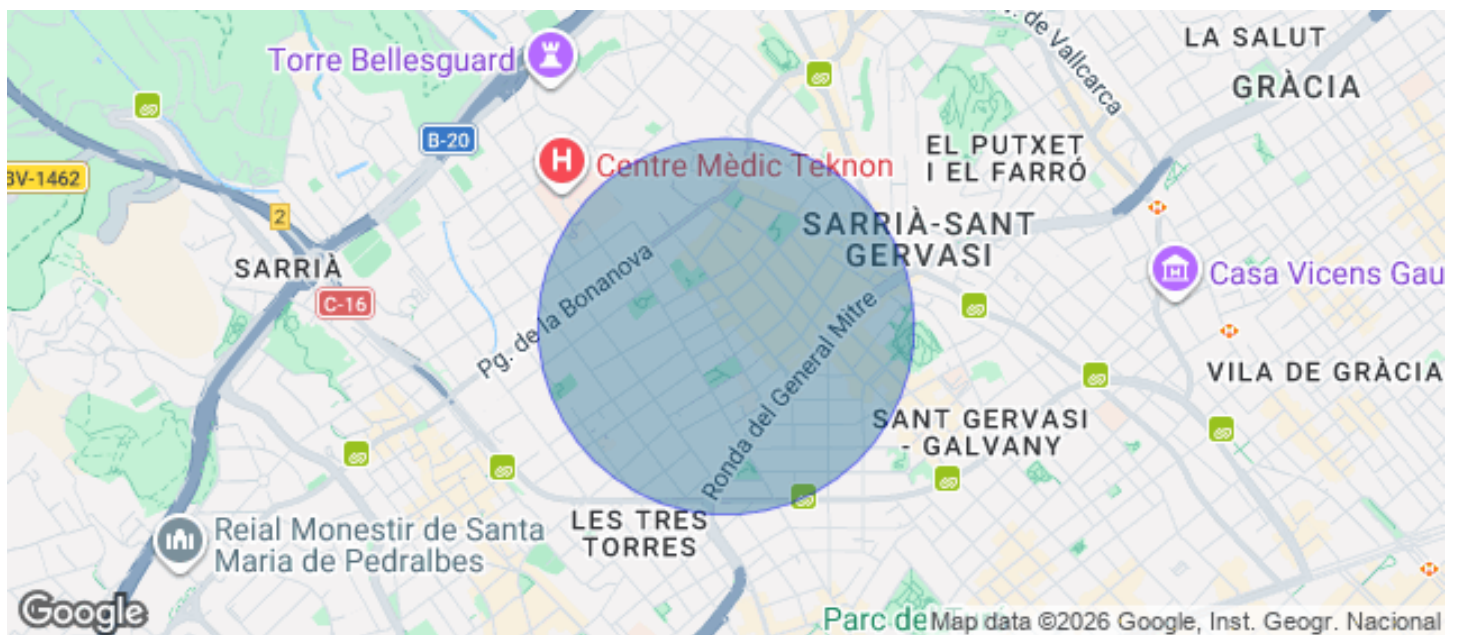 LA SALUT
GRÀCIA
Torre Bellesguard
de Vallcarca
B-20
EL PUTXET
I EL FARRÓ
H
Centre Mèdic Teknon
BV-1462
2
SARRIÀ-SANT
GERVASI
SARRIÀ
Casa Vicens Gau
C-16
Pg. de la Bonanova
Ronda del General Mitre
VILA DE GRÀCIA
SANT GERVASI
- GALVANY
LES TRES
TORRES
Reial Monestir de Santa
Maria de Pedralbes
Google
Parc de
Map data ©2026 Google, Inst. Geogr. Nacional